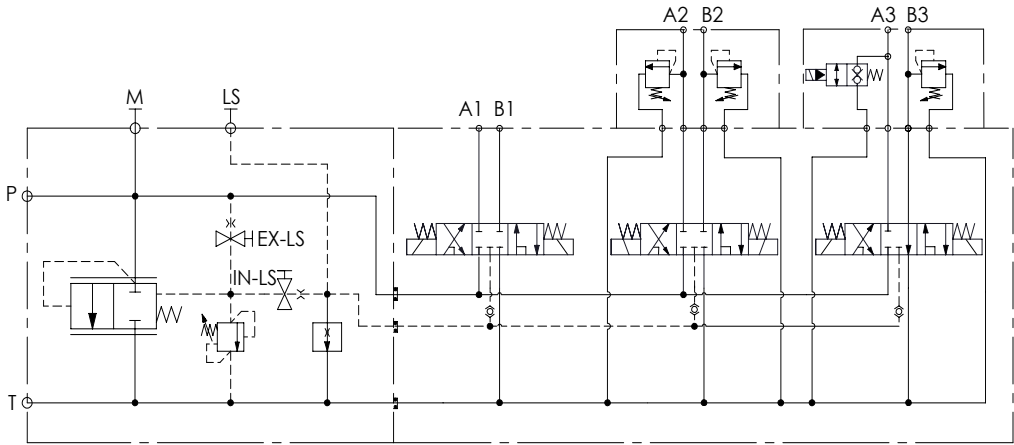 A2 B2 A3 B3
M LS
A1 B1
P
EX-LS
IN-LS
T